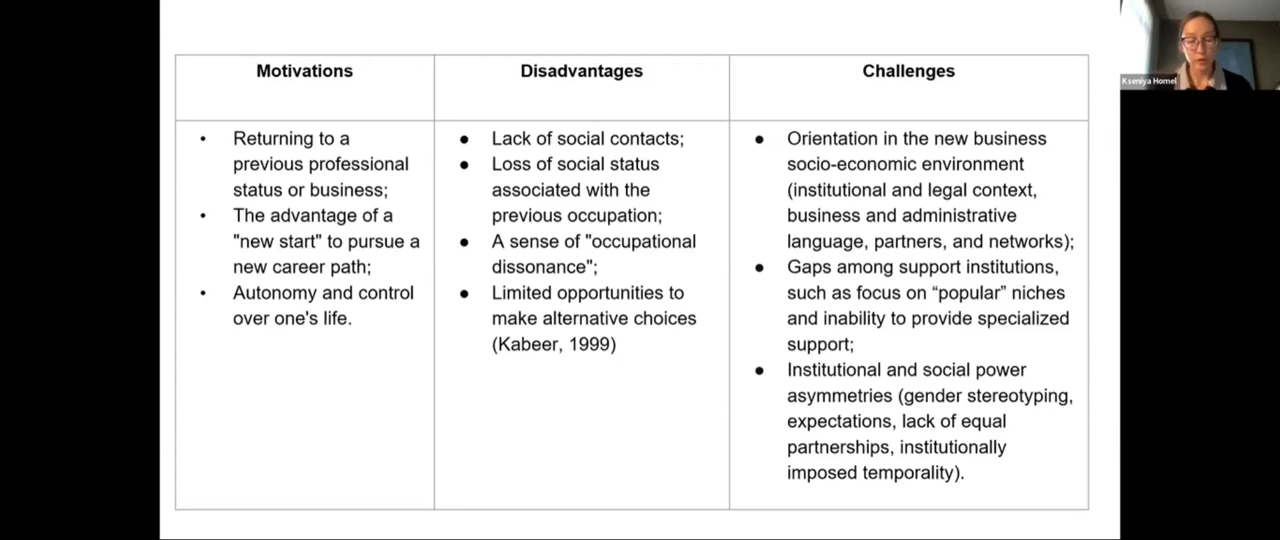 Motivations
Disadvantages
Challenges
• Returning to a
previous professional
status or business;
• The advantage of a
"new start" to pursue a
new career path;
• Autonomy and control
over one's life.
● Lack of social contacts;
● Loss of social status
associated with the
previous occupation;
● A sense of "occupational
dissonance";
● Limited opportunities to
make alternative choices
(Kabeer, 1999)
● Orientation in the new business
socio-economic environment
(institutional and legal context,
business and administrative
language, partners, and networks);
● Gaps among support institutions,
such as focus on “popular” niches
and inability to provide specialized
support;
● Institutional and social power
asymmetries (gender stereotyping,
expectations, lack of equal
partnerships, institutionally
imposed temporality).
Kseniya Homel